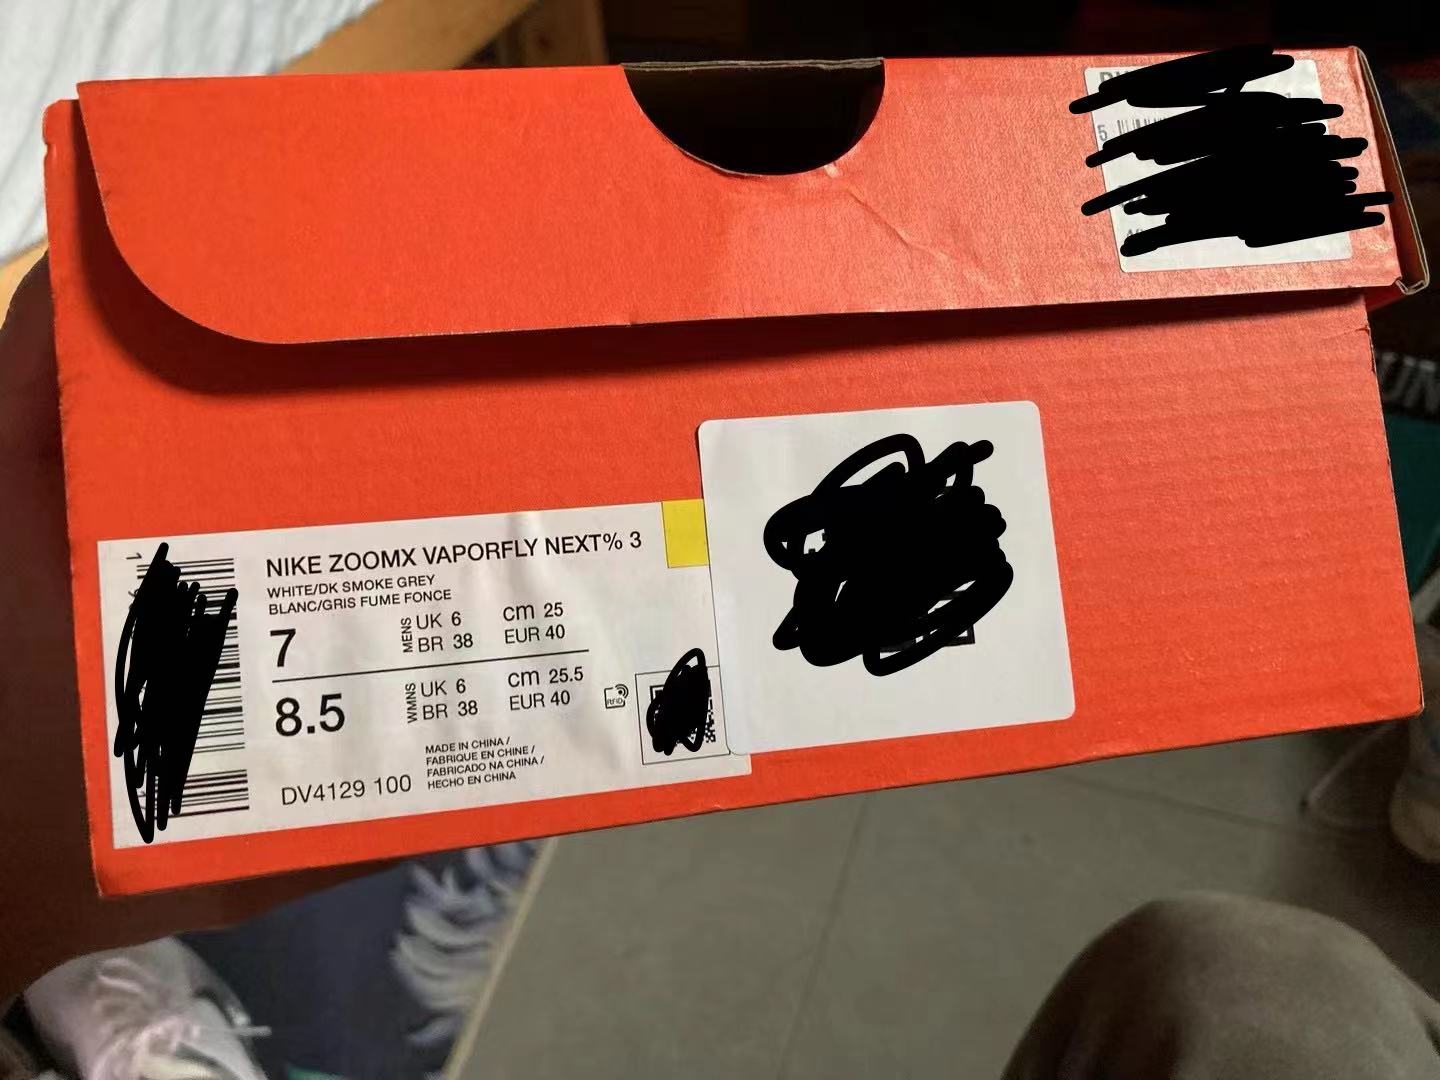 5
NIKE ZOOMX VAPORFLY NEXT% 3
WHITE/DK SMOKE GREY
BLANC/GRIS FUME FONCE
7 MENS UK 6 cm 25
BR 38 EUR 40
8.5 WMNS UK 6 cm 25.5
BR 38 EUR 40
RFID
MADE IN CHINA /
FABRIQUE EN CHINE /
FABRICADO NA CHINA /
HECHO EN CHINA
DV4129 100